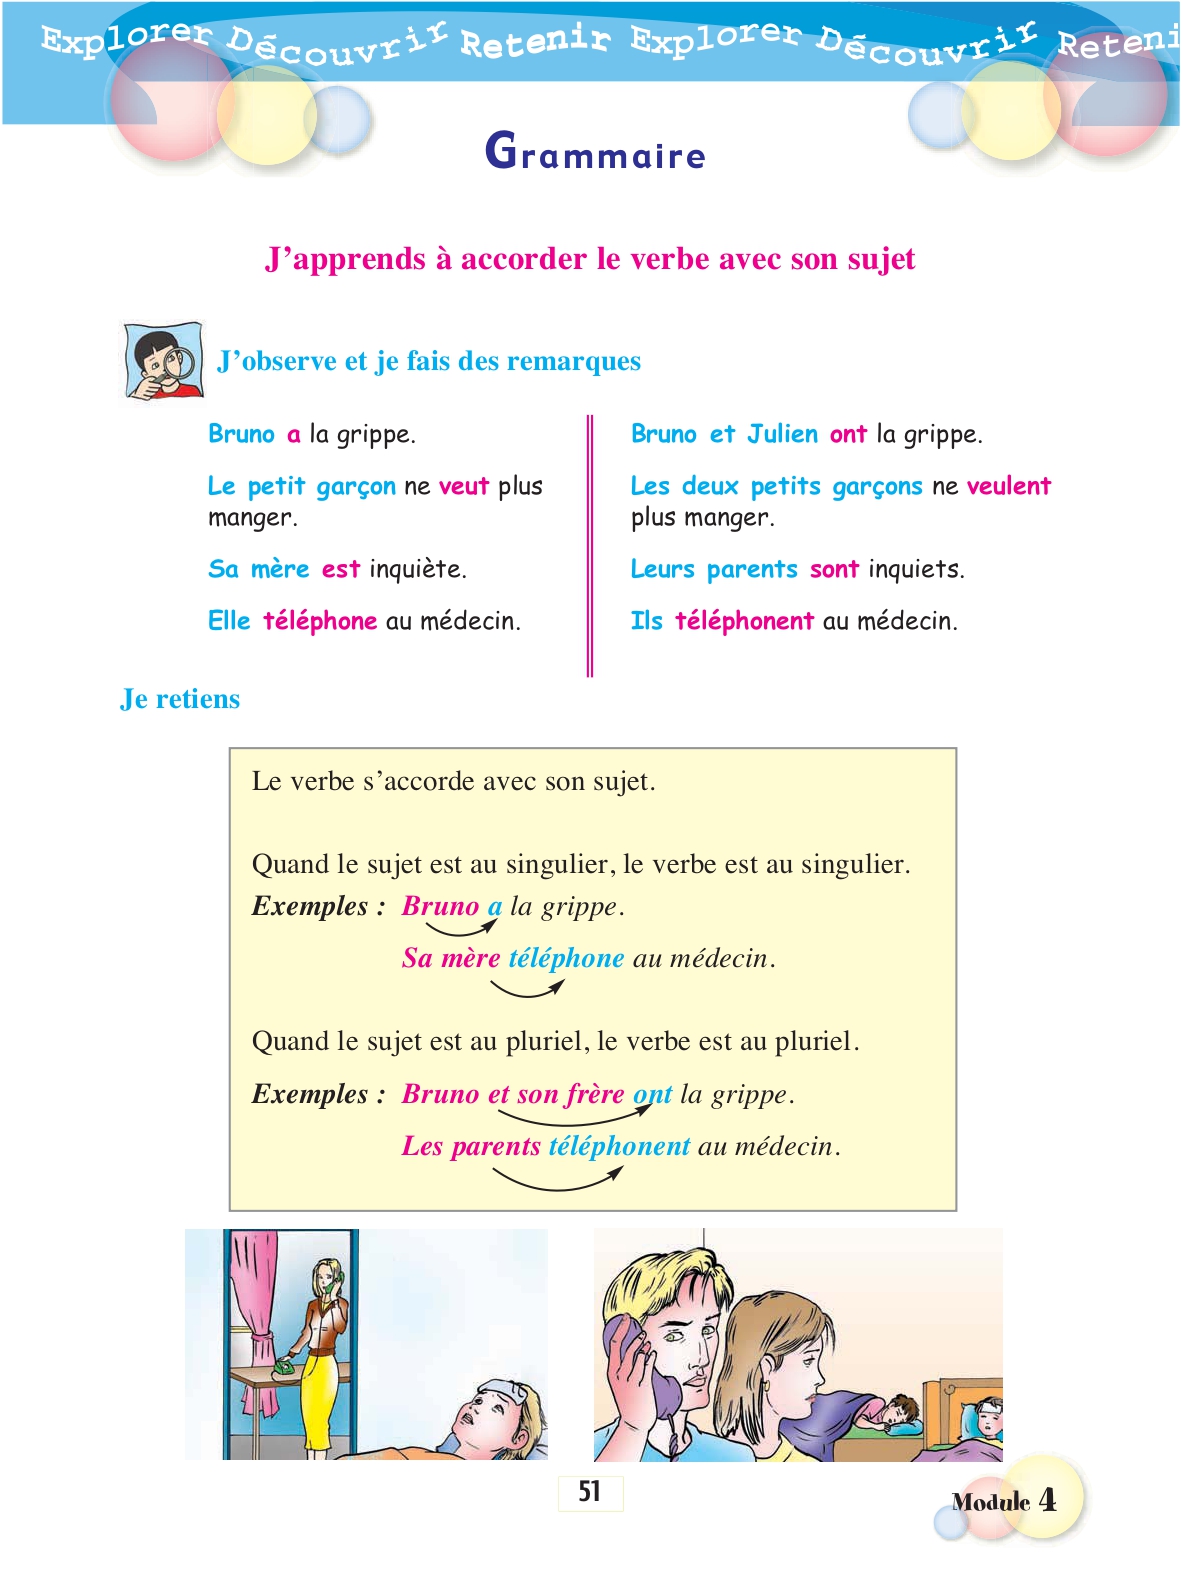 Explorer Découvrir Retenir Explorer Découvrir Reteni
Grammaire
J'apprends à accorder le verbe avec son sujet
J'observe et je fais des remarques
Bruno a la grippe.
Le petit garçon ne veut plus
manger.
Sa mère est inquiète.
Elle téléphone au médecin.
Bruno et Julien ont la grippe.
Les deux petits garçons ne veulent
plus manger.
Leurs parents sont inquiets.
Ils téléphonent au médecin.
Je retiens
Le verbe s'accorde avec son sujet.
Quand le sujet est au singulier, le verbe est au singulier.
Exemples : Bruno a la grippe.
Sa mère téléphone au médecin.
Quand le sujet est au pluriel, le verbe est au pluriel.
Exemples : Bruno et son frère ont la grippe.
Les parents téléphonent au médecin.
51
Module 4